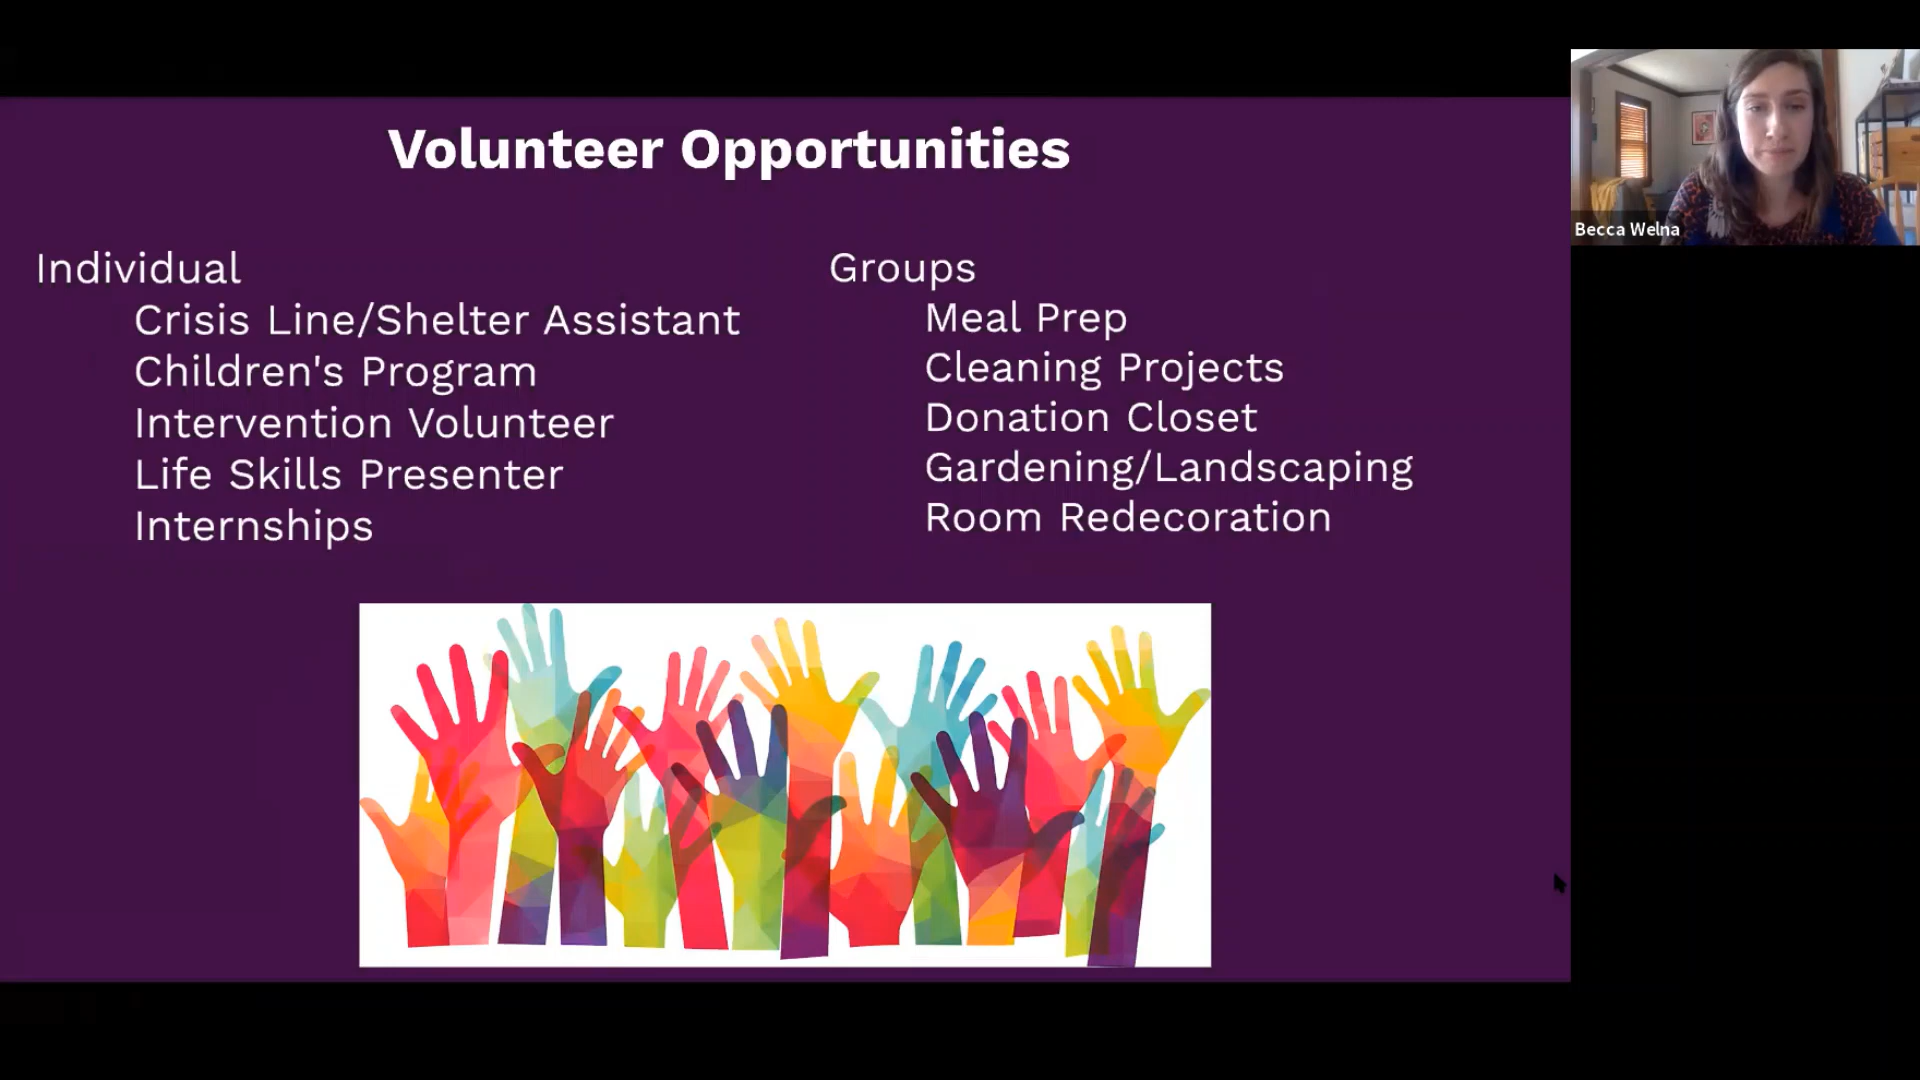 Volunteer Opportunities
Individual
Crisis Line/Shelter Assistant
Children's Program
Intervention Volunteer
Life Skills Presenter
Internships
Groups
Meal Prep
Cleaning Projects
Donation Closet
Gardening/Landscaping
Room Redecoration
Becca Welna